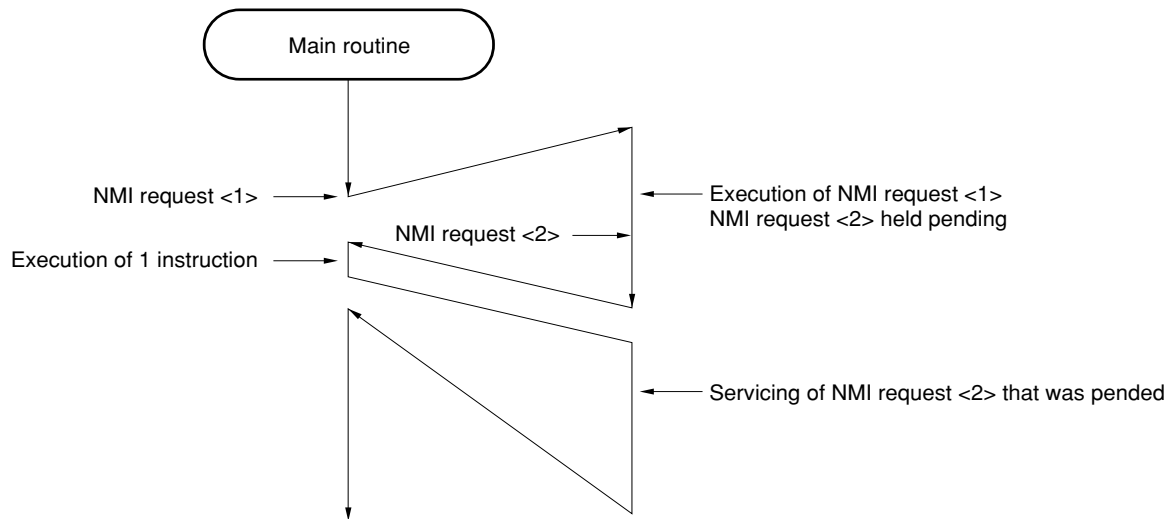 Main routine
NMI request <1>
Execution of NMI request <1>
NMI request <2> held pending
NMI request <2>
Execution of 1 instruction
Servicing of NMI request <2> that was pended